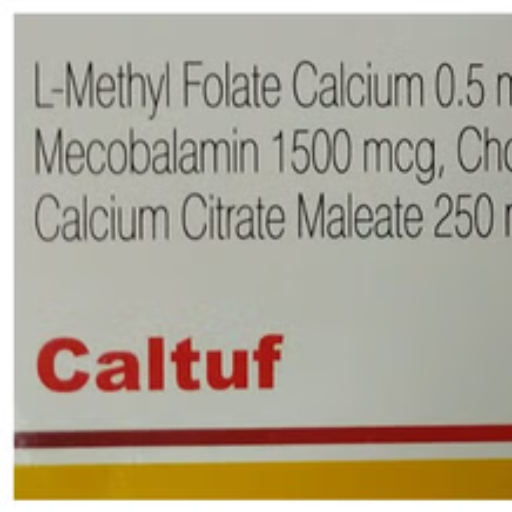 L-Methyl Folate Calcium 0.5
Mecobalamin 1500 mcg,
Calcium Citrate Maleate 250
Caltuf